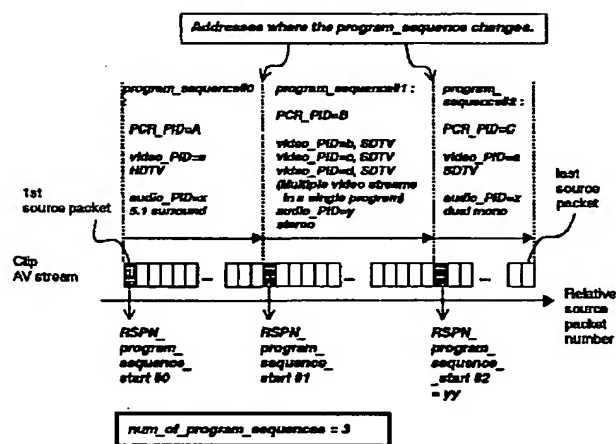 Addresses where the program_sequence changes.
program_sequence#0
:
PCR_PID=A
video_PID=a
HDTV
audio_PID=x
5.1 surround
program_sequence#1 :
PCR_PID=B
video_PID=b, SDTV
video_PID=c, SDTV
video_PID=d, SDTV
(Multiple video streams
in a single program)
audio_PID=y
stereo
program_
sequence#2 :
PCR_PID=C
video_PID=a
SDTV
audio_PID=z
dual mono
1st
source packet
last
source
packet
Clip
AV stream
Relative
source
packet
number
RSPN_
program_
sequence_
start #0
RSPN_
program_
sequence_
start #1
RSPN_
program_
sequence
_start #2
= yy
num_of_program_sequences = 3